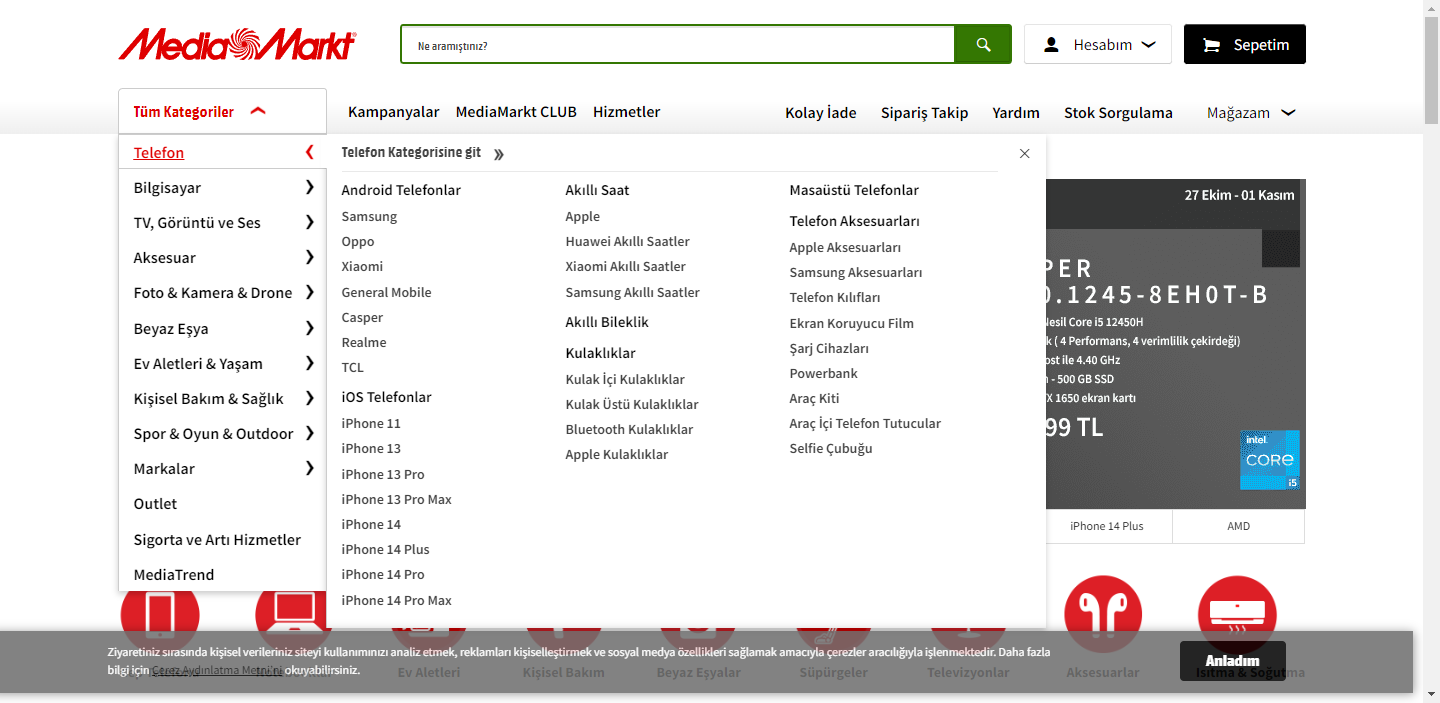 MediaMarkt
Ne aramıştınız?
Hesabım
Sepetim
Tüm Kategoriler
Kampanyalar
MediaMarkt CLUB
Hizmetler
Kolay İade
Sipariş Takip
Yardım
Stok Sorgulama
Mağazam
Telefon
Bilgisayar
TV, Görüntü ve Ses
Aksesuar
Foto & Kamera & Drone
Beyaz Eşya
Ev Aletleri & Yaşam
Kişisel Bakım & Sağlık
Spor & Oyun & Outdoor
Markalar
Outlet
Sigorta ve Artı Hizmetler
MediaTrend
Telefon Kategorisine git
Android Telefonlar
Samsung
Oppo
Xiaomi
General Mobile
Casper
Realme
TCL
iOS Telefonlar
iPhone 11
iPhone 13
iPhone 13 Pro
iPhone 13 Pro Max
iPhone 14
iPhone 14 Plus
iPhone 14 Pro
iPhone 14 Pro Max
Akıllı Saat
Apple
Huawei Akıllı Saatler
Xiaomi Akıllı Saatler
Samsung Akıllı Saatler
Akıllı Bileklik
Kulaklıklar
Kulak İçi Kulaklıklar
Kulak Üstü Kulaklıklar
Bluetooth Kulaklıklar
Apple Kulaklıklar
Masaüstü Telefonlar
Telefon Aksesuarları
Apple Aksesuarları
Samsung Aksesuarları
Telefon Kılıfları
Ekran Koruyucu Film
Şarj Cihazları
Powerbank
Araç Kiti
Araç İçi Telefon Tutucular
Selfie Çubuğu
27 Ekim - 01 Kasım
PER
0.1245-8EH0T-B
Nesil Core i5 12450H
k ( 4 Performans, 4 verimlilik çekirdeği)
ost ile 4.40 GHz
- 500 GB SSD
X 1650 ekran kartı
99 TL
intel
CORE
i5
iPhone 14 Plus
AMD
Ziyaretiniz sırasında kişisel verileriniz siteyi kullanımınızı analiz etmek, reklamları kişiselleştirmek ve sosyal medya özellikleri sağlamak amacıyla çerezler aracılığıyla işlenmektedir. Daha fazla
bilgi için Çerez Aydınlatma Metni'ni okuyabilirsiniz.
Anladım
Ev Aletleri
Kişisel Bakım
Beyaz Eşyalar
Süpürgeler
Televizyonlar
Aksesuarlar
Isıtma & Soğutma